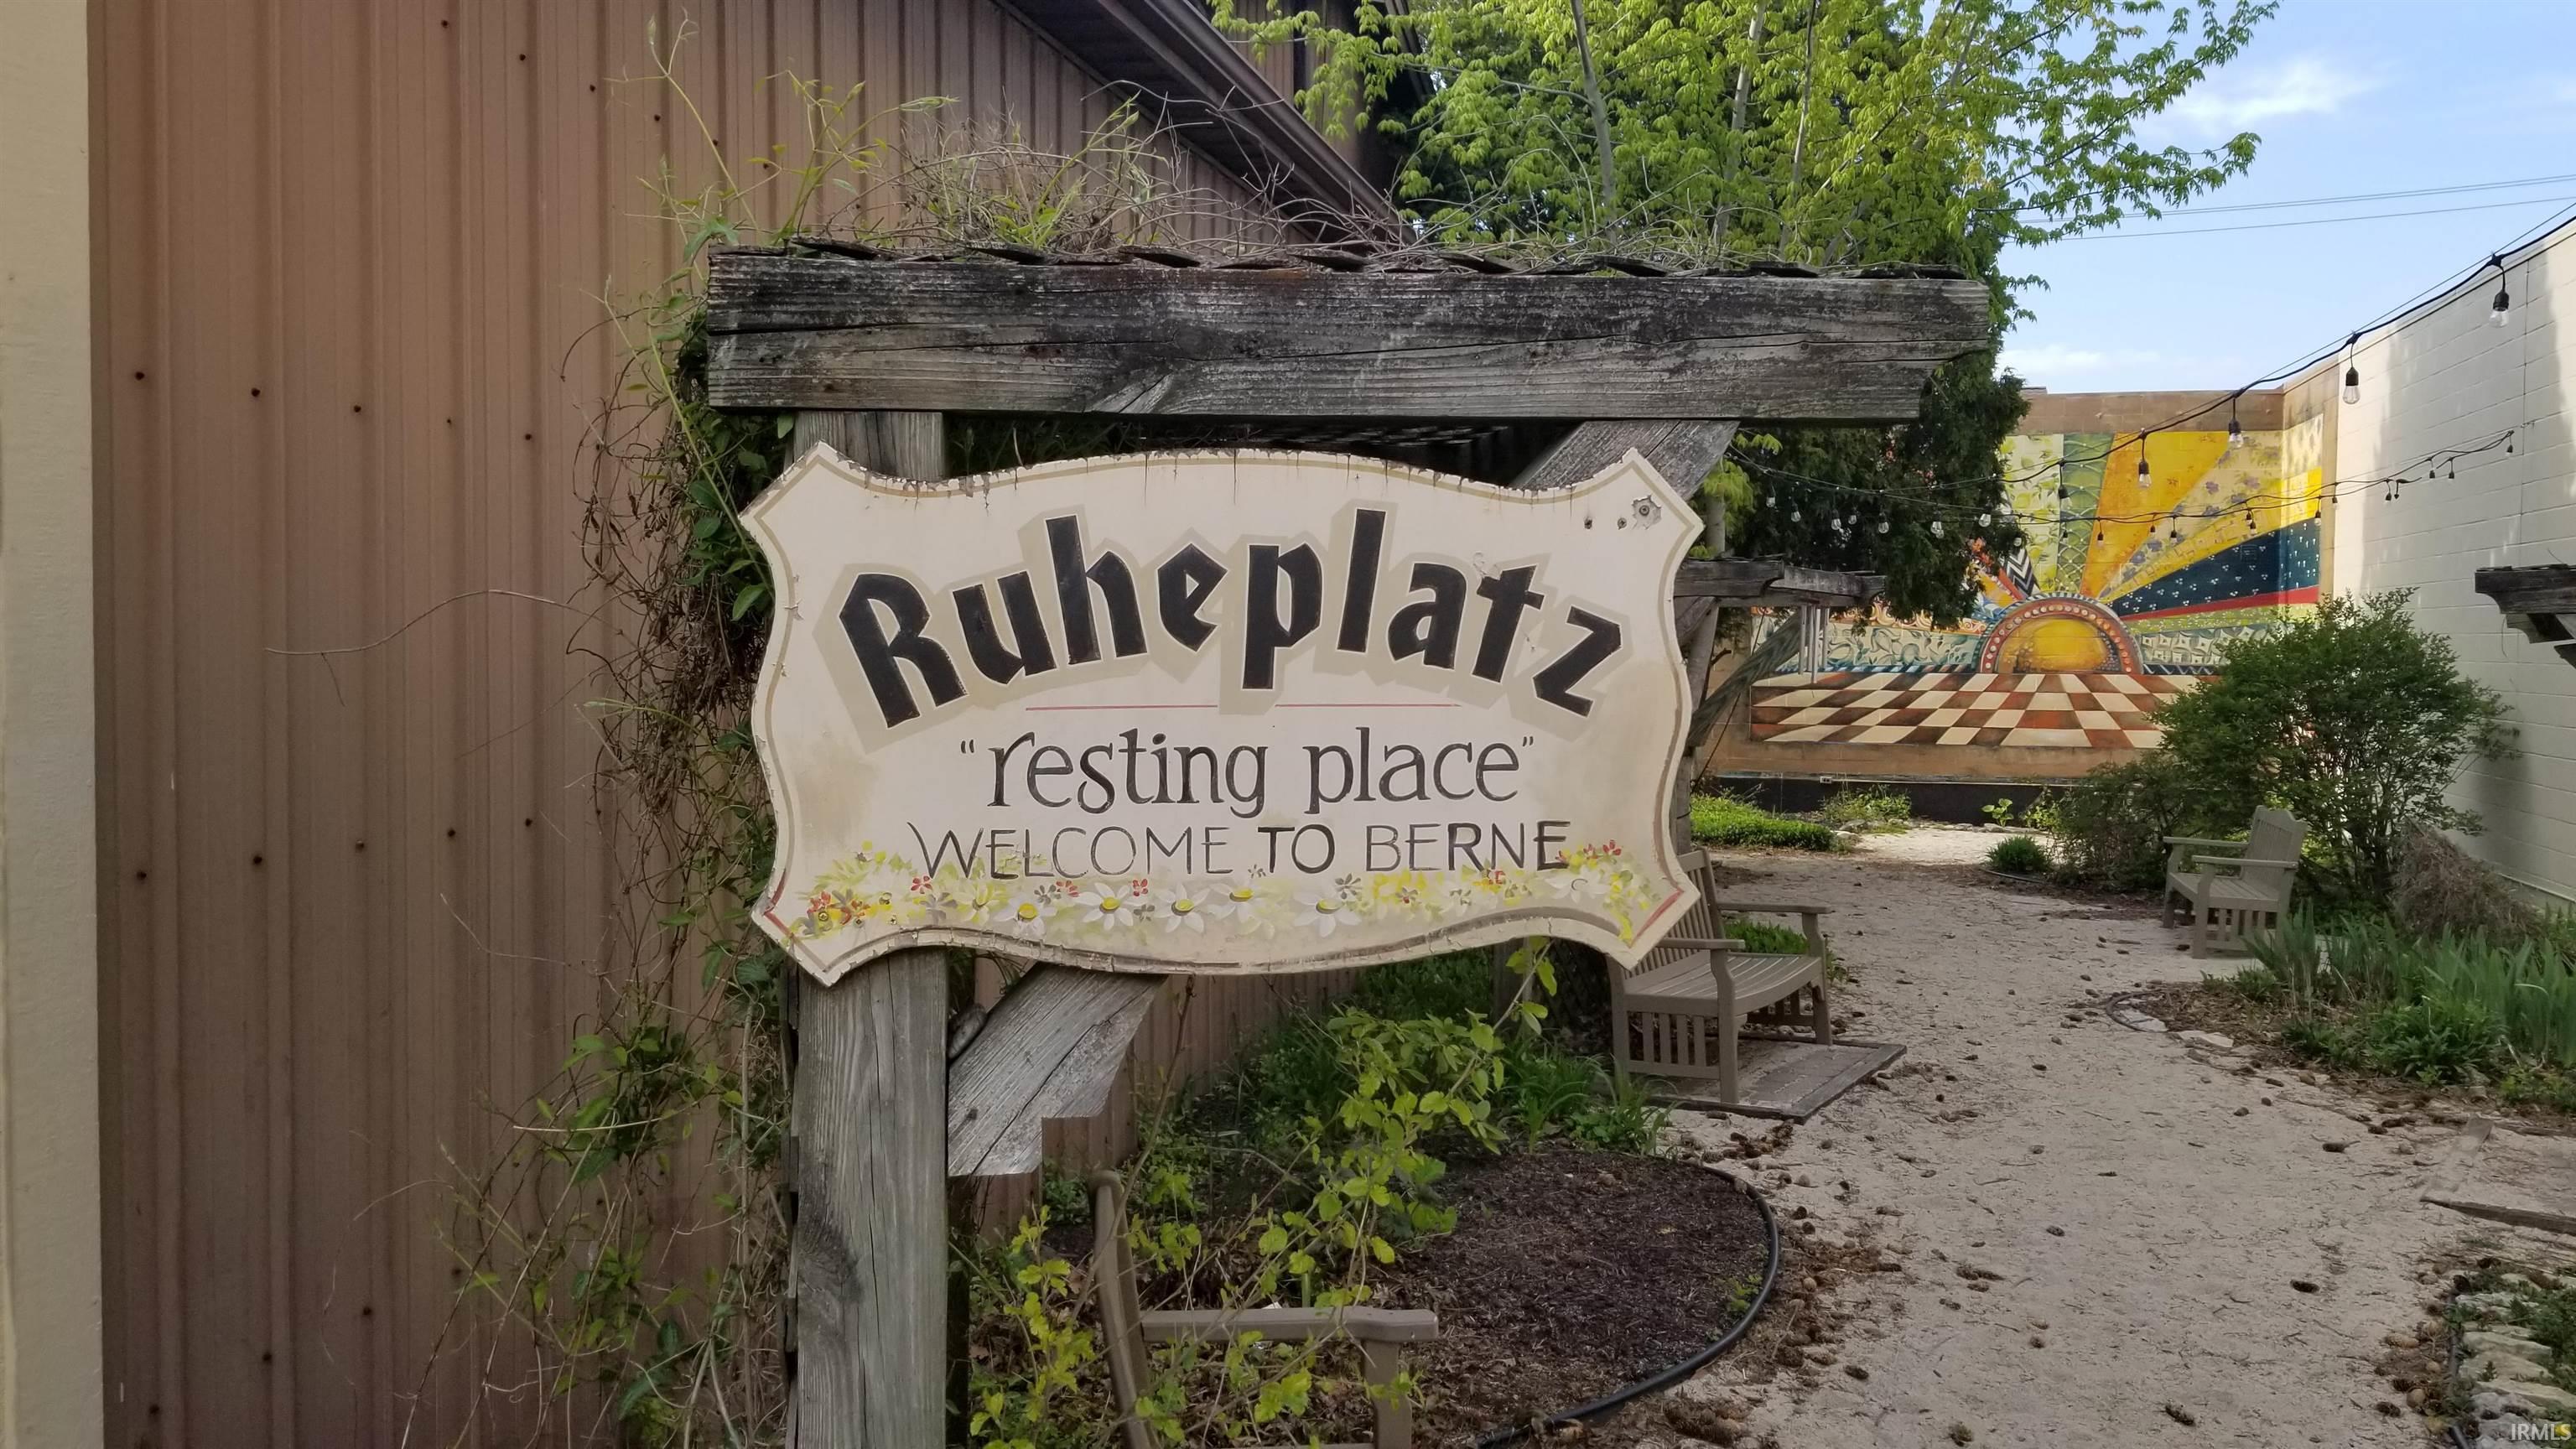 Ruheplatz
"resting place"
WELCOME TO BERNE
IRMLS